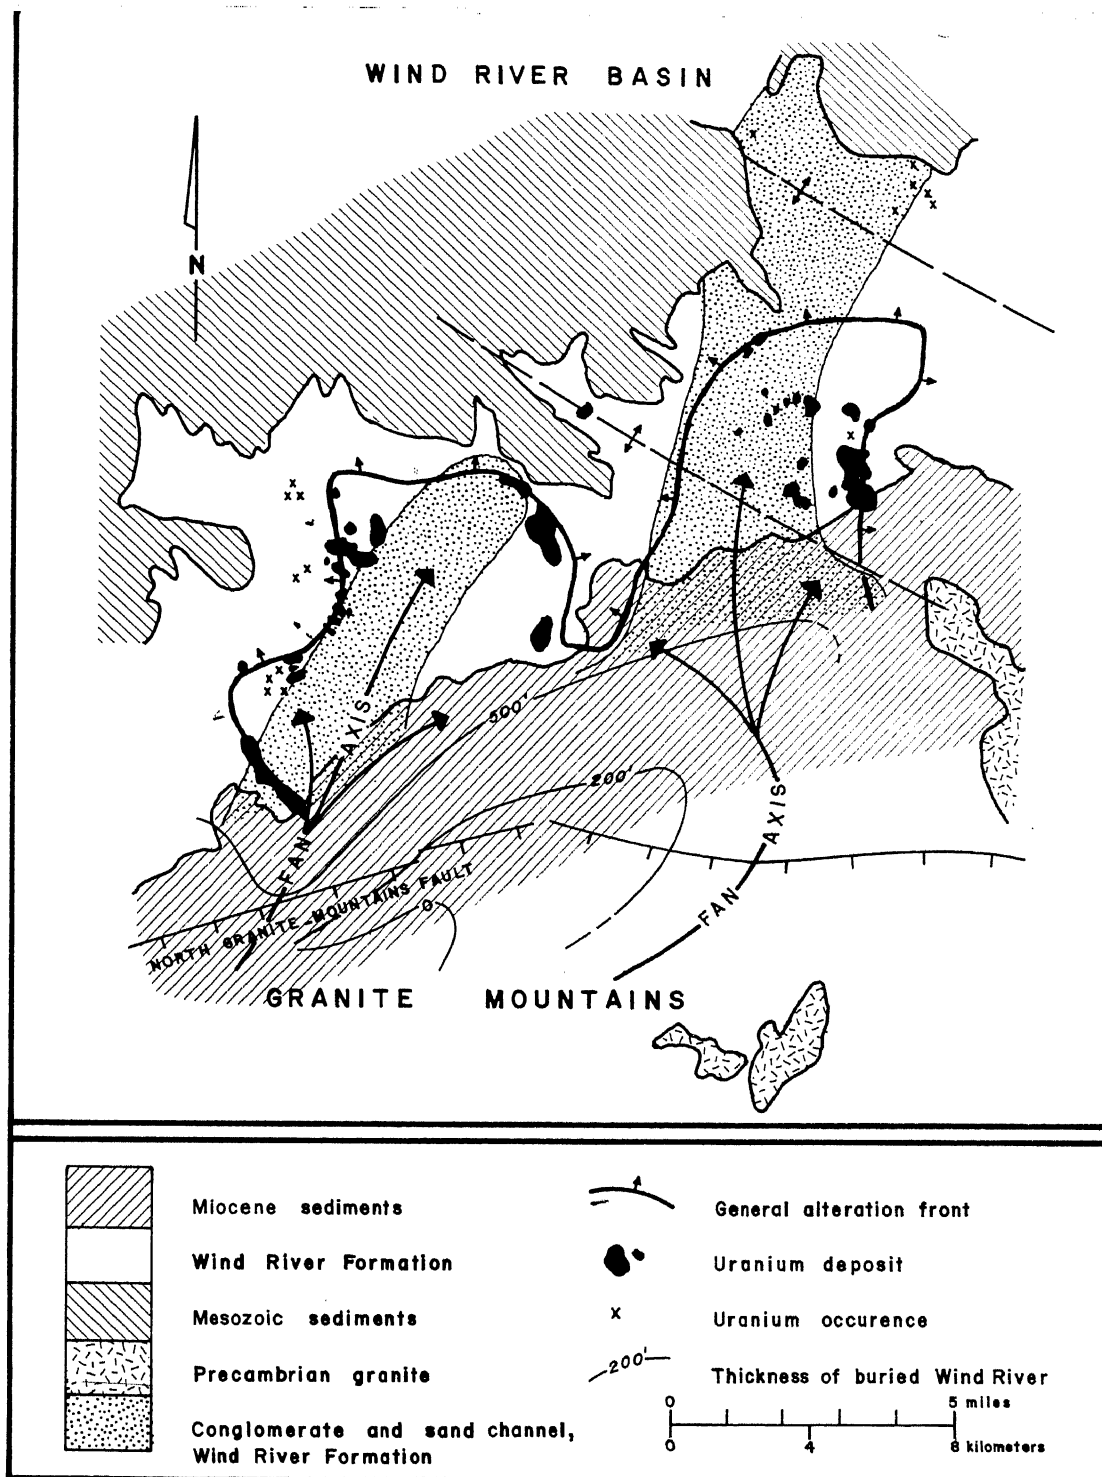 WIND RIVER BASIN
N
500'
200'
0
FAN AXIS
FAN AXIS
NORTH GRANITE-MOUNTAINS FAULT
GRANITE MOUNTAINS
Miocene sediments
Wind River Formation
Mesozoic sediments
Precambrian granite
Conglomerate and sand channel,
Wind River Formation
General alteration front
Uranium deposit
x Uranium occurence
200' Thickness of buried Wind River
0 5 miles
0 4 8 kilometers